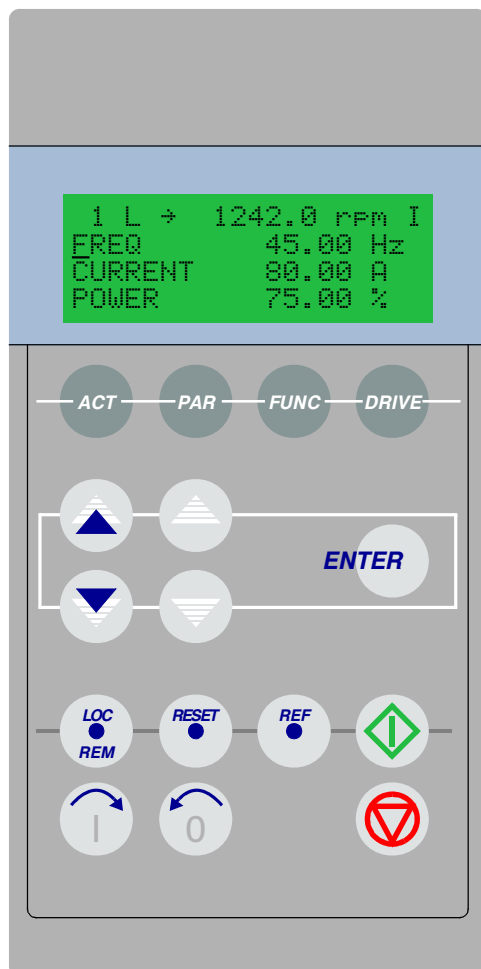 1 L → 1242.0 rpm I
FREQ 45.00 Hz
CURRENT 80.00 A
POWER 75.00 %
ACT PAR FUNC DRIVE
ENTER
LOC RESET REF
REM
I 0